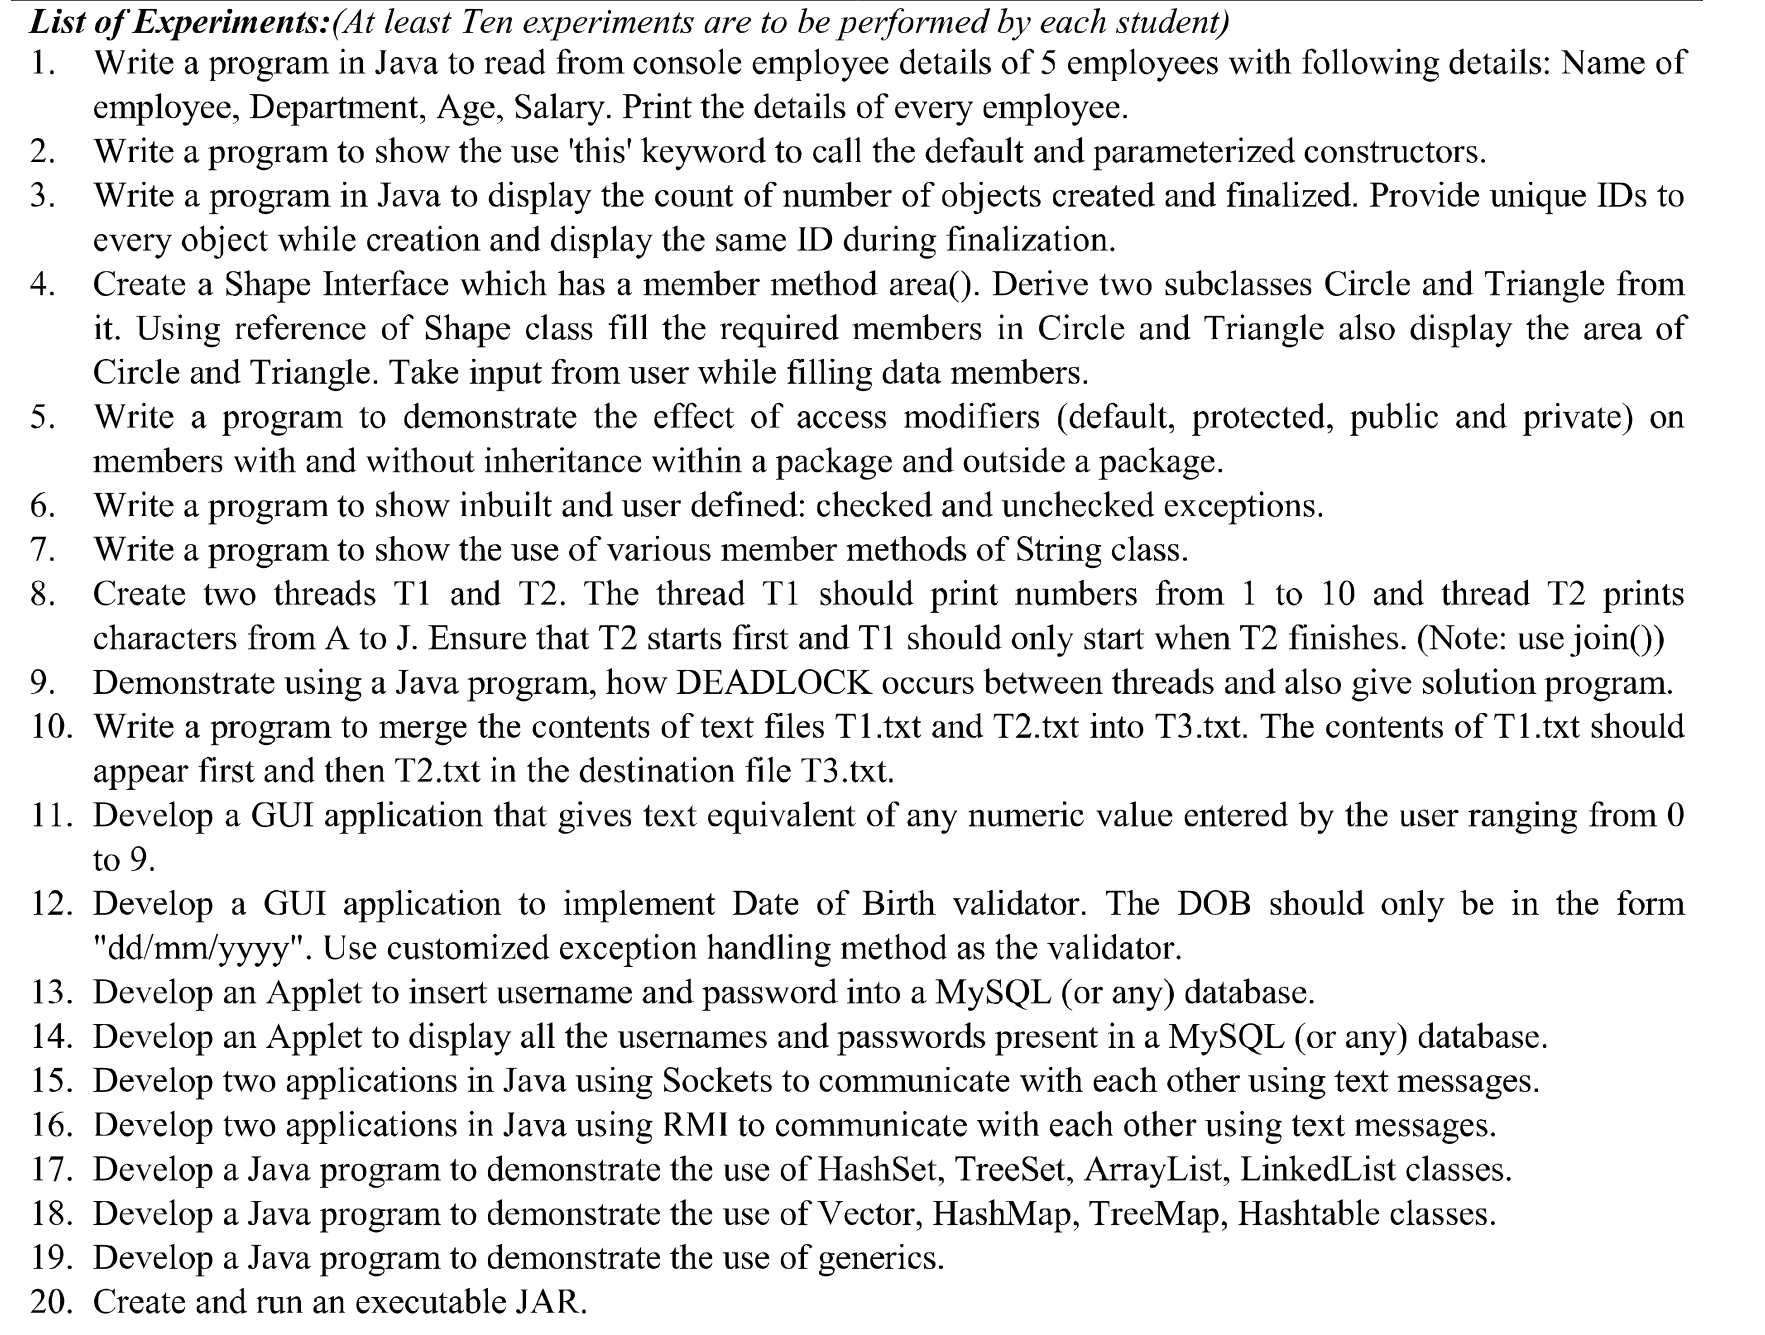 List of Experiments:(At least Ten experiments are to be performed by each student)
1. Write a program in Java to read from console employee details of 5 employees with following details: Name of
employee, Department, Age, Salary. Print the details of every employee.
2. Write a program to show the use 'this' keyword to call the default and parameterized constructors.
3. Write a program in Java to display the count of number of objects created and finalized. Provide unique IDs to
every object while creation and display the same ID during finalization.
4. Create a Shape Interface which has a member method area(). Derive two subclasses Circle and Triangle from
it. Using reference of Shape class fill the required members in Circle and Triangle also display the area of
Circle and Triangle. Take input from user while filling data members.
5. Write a program to demonstrate the effect of access modifiers (default, protected, public and private) on
members with and without inheritance within a package and outside a package.
6. Write a program to show inbuilt and user defined: checked and unchecked exceptions.
7. Write a program to show the use of various member methods of String class.
8. Create two threads T1 and T2. The thread T1 should print numbers from 1 to 10 and thread T2 prints
characters from A to J. Ensure that T2 starts first and T1 should only start when T2 finishes. (Note: use join())
9. Demonstrate using a Java program, how DEADLOCK occurs between threads and also give solution program.
10. Write a program to merge the contents of text files T1.txt and T2.txt into T3.txt. The contents of T1.txt should
appear first and then T2.txt in the destination file T3.txt.
11. Develop a GUI application that gives text equivalent of any numeric value entered by the user ranging from 0
to 9.
12. Develop a GUI application to implement Date of Birth validator. The DOB should only be in the form
"dd/mm/yyyy". Use customized exception handling method as the validator.
13. Develop an Applet to insert username and password into a MySQL (or any) database.
14. Develop an Applet to display all the usernames and passwords present in a MySQL (or any) database.
15. Develop two applications in Java using Sockets to communicate with each other using text messages.
16. Develop two applications in Java using RMI to communicate with each other using text messages.
17. Develop a Java program to demonstrate the use of HashSet, TreeSet, ArrayList, LinkedList classes.
18. Develop a Java program to demonstrate the use of Vector, HashMap, TreeMap, Hashtable classes.
19. Develop a Java program to demonstrate the use of generics.
20. Create and run an executable JAR.